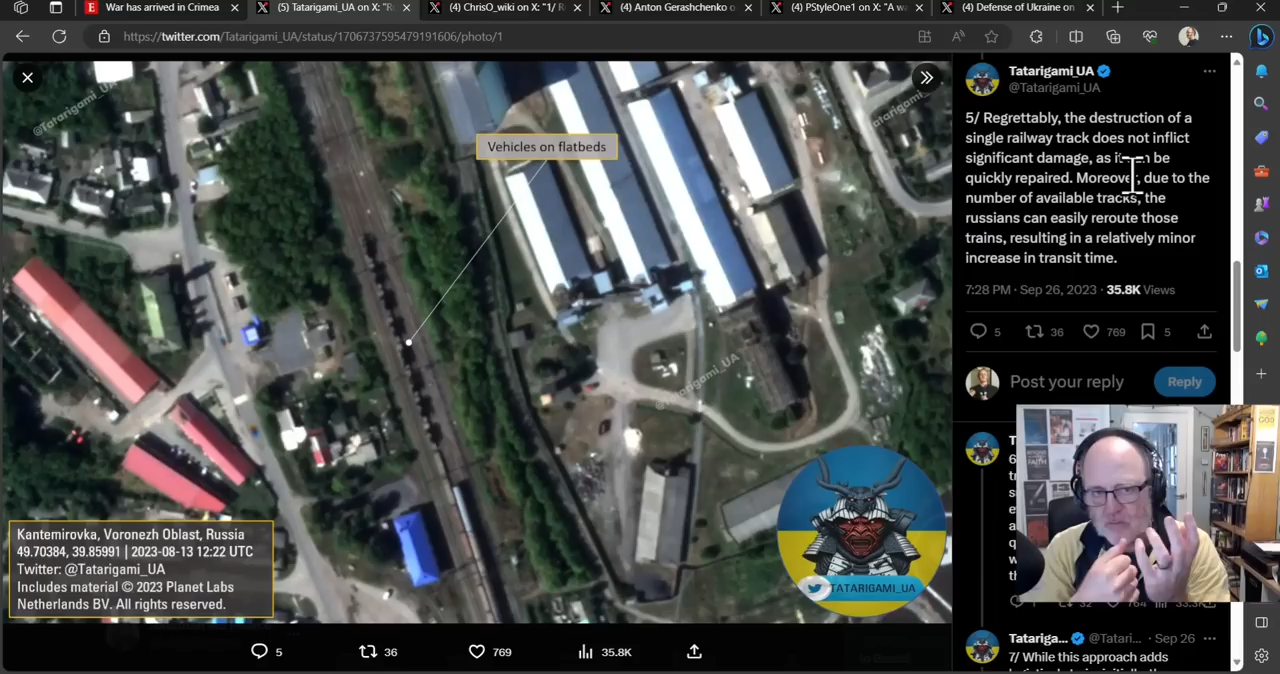 War has arrived in Crimea
(5) Tatarigami_UA on X: "R
(4) ChrisO_wiki on X: "1/ R
(4) Anton Gerashchenko o
(4) PStyleOne1 on X: "A wa
(4) Defense of Ukraine on
https://twitter.com/Tatarigami_UA/status/1706737595479191606/photo/1
@Tatarigami_UA
Vehicles on flatbeds
@Tatarigami_UA
Kantemirovka, Voronezh Oblast, Russia
49.70384, 39.85991 | 2023-08-13 12:22 UTC
Twitter: @Tatarigami_UA
Includes material © 2023 Planet Labs
Netherlands BV. All rights reserved.
TATARIGAMI_UA
5
36
769
35.8K
Tatarigami_UA
@Tatarigami_UA
5/ Regrettably, the destruction of a
single railway track does not inflict
significant damage, as it can be
quickly repaired. Moreover, due to the
number of available tracks, the
russians can easily reroute those
trains, resulting in a relatively minor
increase in transit time.
7:28 PM · Sep 26, 2023 · 35.8K Views
5
36
769
5
Post your reply
Reply
Tatariga... @Tatari... · Sep 26
7/ While this approach adds